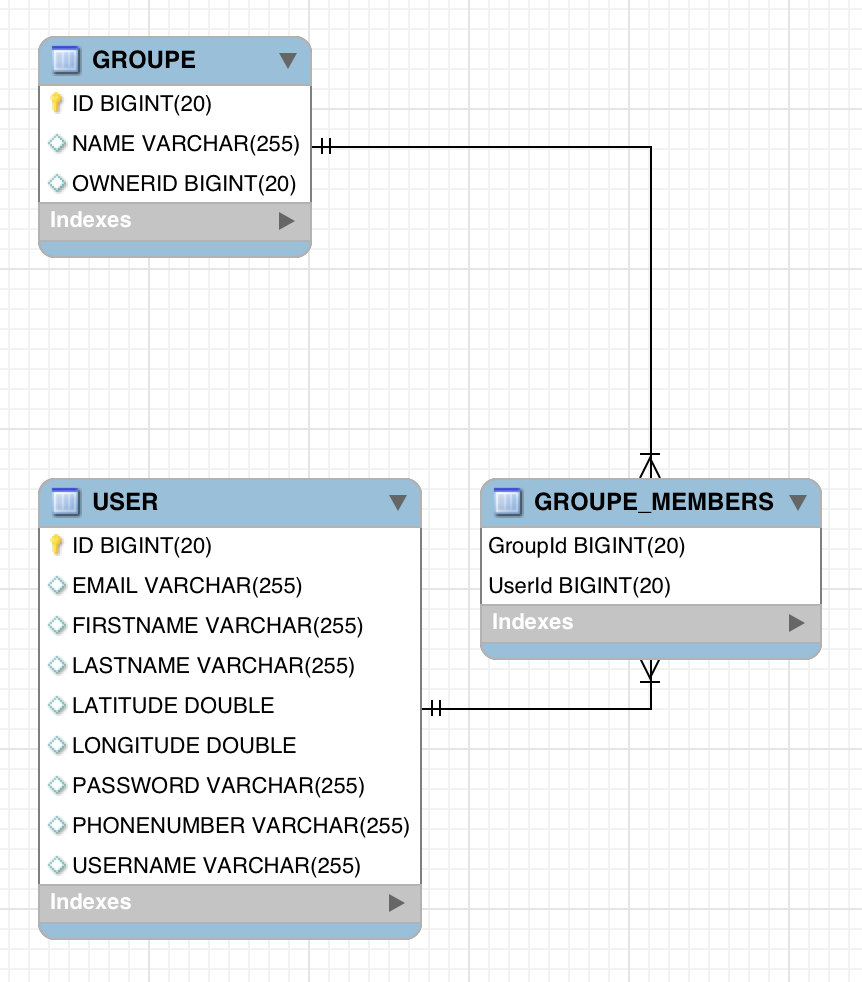 GROUPE
ID BIGINT(20)
NAME VARCHAR(255)
OWNERID BIGINT(20)
Indexes
USER
ID BIGINT(20)
EMAIL VARCHAR(255)
FIRSTNAME VARCHAR(255)
LASTNAME VARCHAR(255)
LATITUDE DOUBLE
LONGITUDE DOUBLE
PASSWORD VARCHAR(255)
PHONENUMBER VARCHAR(255)
USERNAME VARCHAR(255)
Indexes
GROUPE_MEMBERS
GroupId BIGINT(20)
UserId BIGINT(20)
Indexes